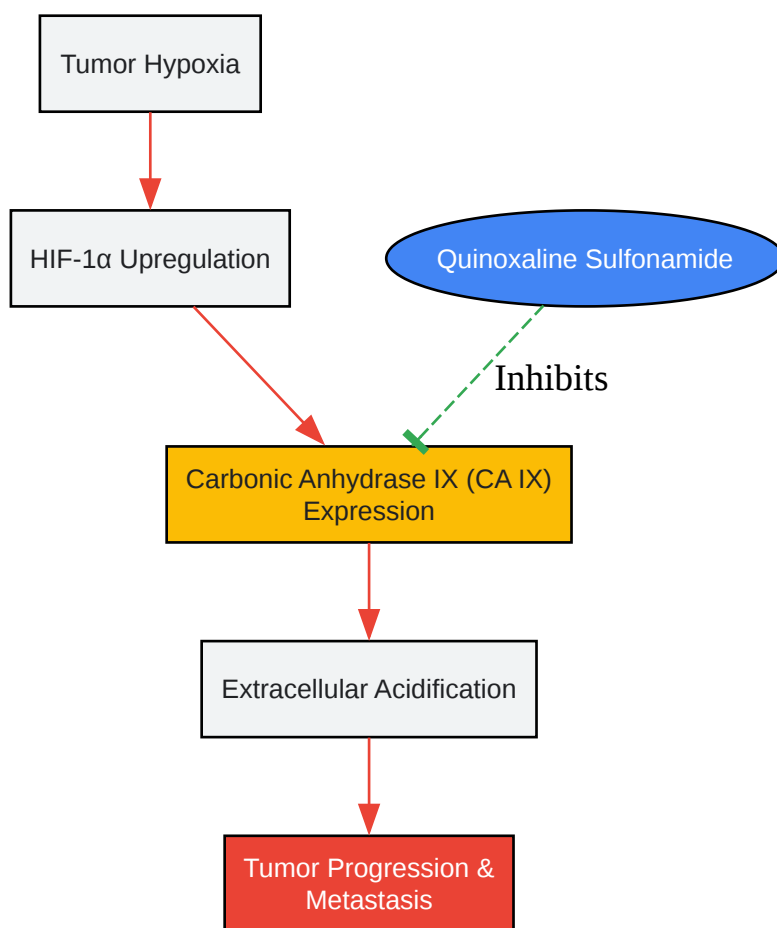 Tumor Hypoxia
HIF-1α Upregulation
Quinoxaline Sulfonamide
Inhibits
Carbonic Anhydrase IX (CA IX)
Expression
Extracellular Acidification
Tumor Progression &
Metastasis